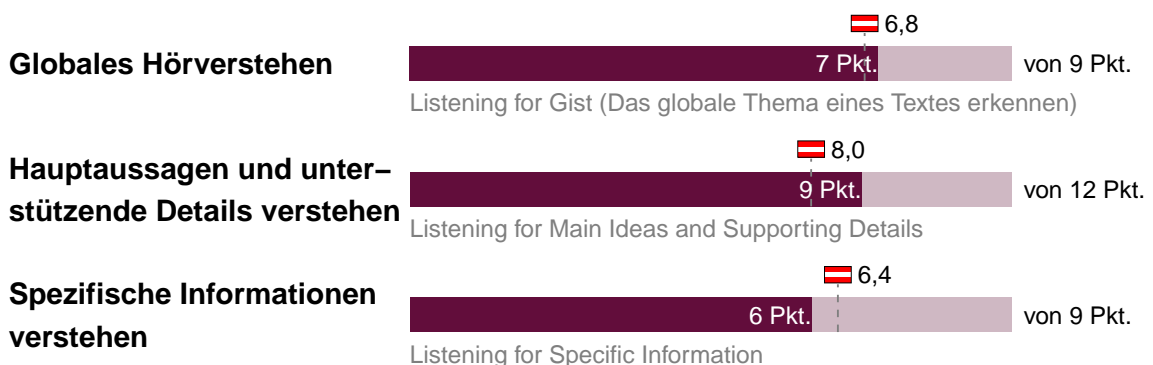 6,8
Globales Hörverstehen
7 Pkt.
von 9 Pkt.
Listening for Gist (Das globale Thema eines Textes erkennen)
8,0
Hauptaussagen und unter–
stützende Details verstehen
9 Pkt.
von 12 Pkt.
Listening for Main Ideas and Supporting Details
6,4
Spezifische Informationen
verstehen
6 Pkt.
von 9 Pkt.
Listening for Specific Information